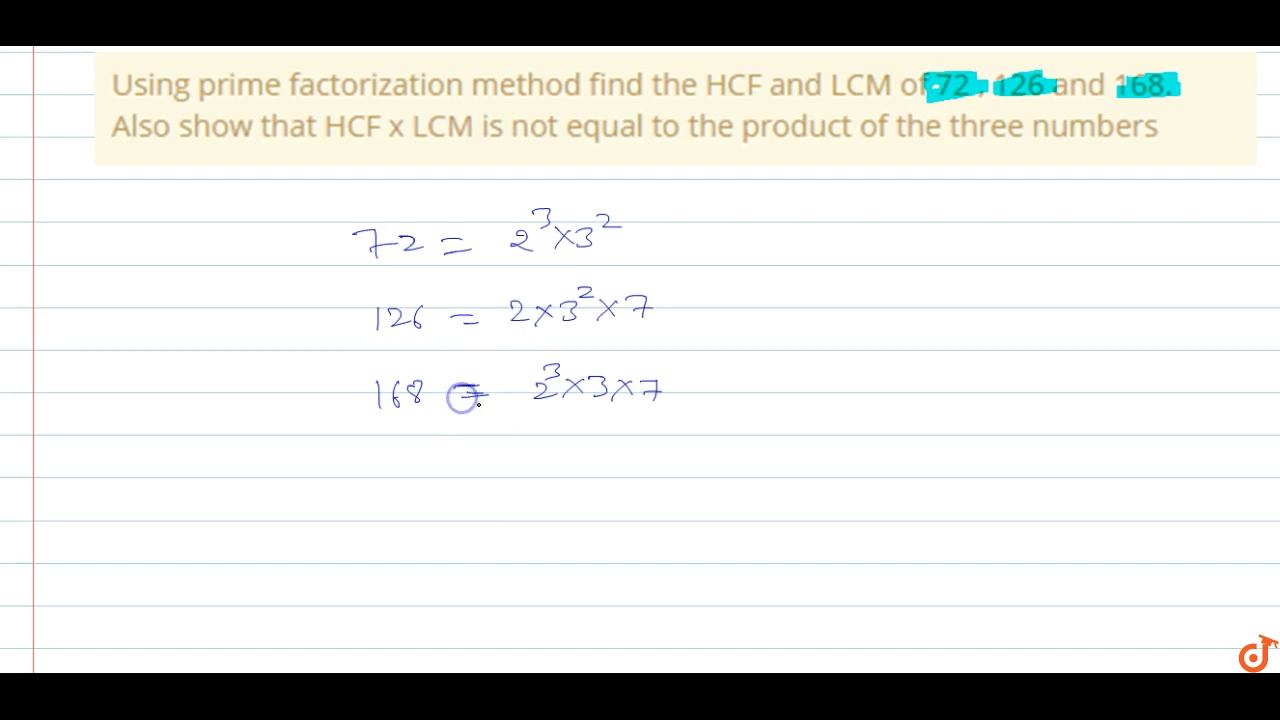 Using prime factorization method find the HCF and LCM of 72, 126 and 168.
Also show that HCF x LCM is not equal to the product of the three numbers
72 = 2³×3²
126 = 2×3²×7
168 = 2³×3×7